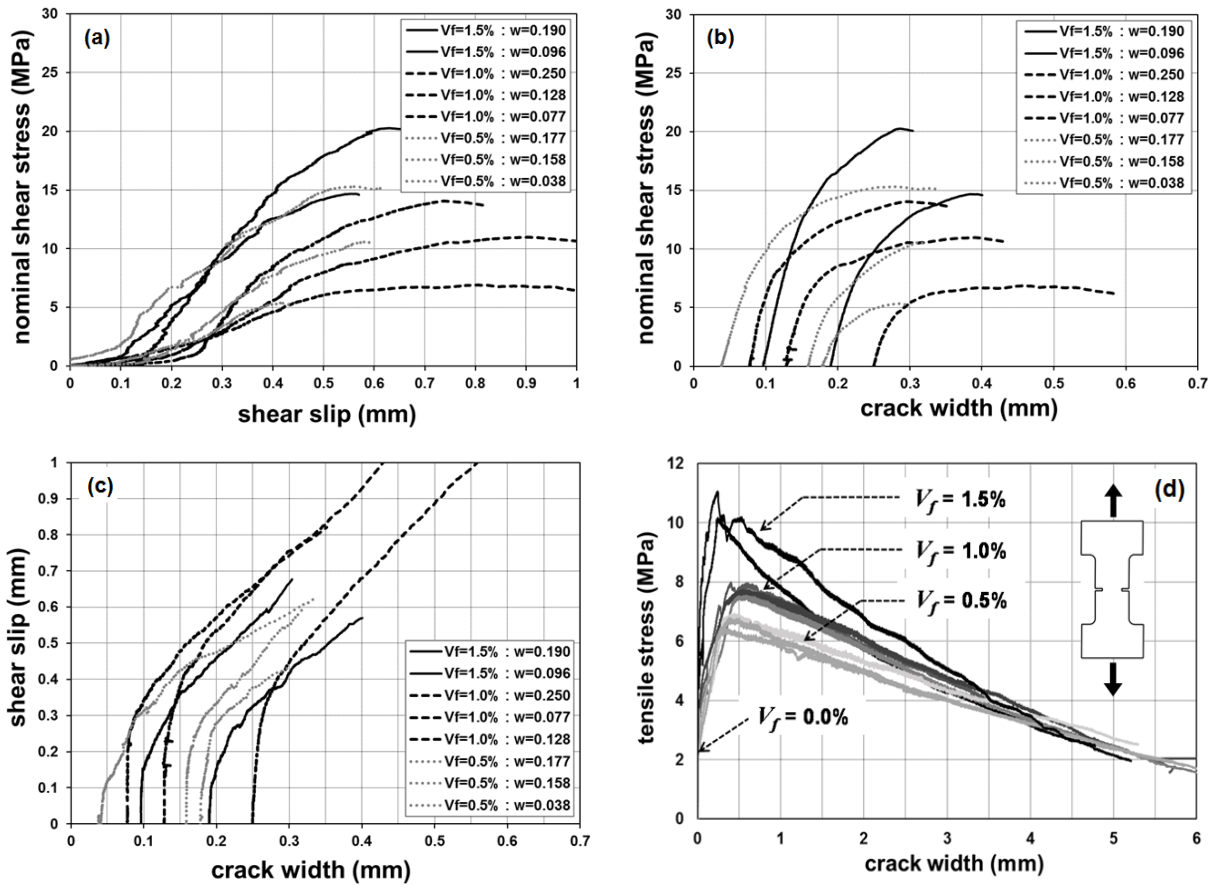 (a)
nominal shear stress (MPa)
30
25
20
15
10
5
0
Vf=1.5% : w=0.190
Vf=1.5% : w=0.096
Vf=1.0% : w=0.250
Vf=1.0% : w=0.128
Vf=1.0% : w=0.077
Vf=0.5% : w=0.177
Vf=0.5% : w=0.158
Vf=0.5% : w=0.038
0 0.1 0.2 0.3 0.4 0.5 0.6 0.7 0.8 0.9 1
shear slip (mm)
(b)
nominal shear stress (MPa)
30
25
20
15
10
5
0
Vf=1.5% : w=0.190
Vf=1.5% : w=0.096
Vf=1.0% : w=0.250
Vf=1.0% : w=0.128
Vf=1.0% : w=0.077
Vf=0.5% : w=0.177
Vf=0.5% : w=0.158
Vf=0.5% : w=0.038
0 0.1 0.2 0.3 0.4 0.5 0.6 0.7
crack width (mm)
(c)
shear slip (mm)
1
0.9
0.8
0.7
0.6
0.5
0.4
0.3
0.2
0.1
0
Vf=1.5% : w=0.190
Vf=1.5% : w=0.096
Vf=1.0% : w=0.250
Vf=1.0% : w=0.077
Vf=1.0% : w=0.128
Vf=0.5% : w=0.177
Vf=0.5% : w=0.158
Vf=0.5% : w=0.038
0 0.1 0.2 0.3 0.4 0.5 0.6 0.7
crack width (mm)
(d)
tensile stress (MPa)
12
10
8
6
4
2
0
Vf = 1.5%
Vf = 1.0%
Vf = 0.5%
Vf = 0.0%
0 1 2 3 4 5 6
crack width (mm)